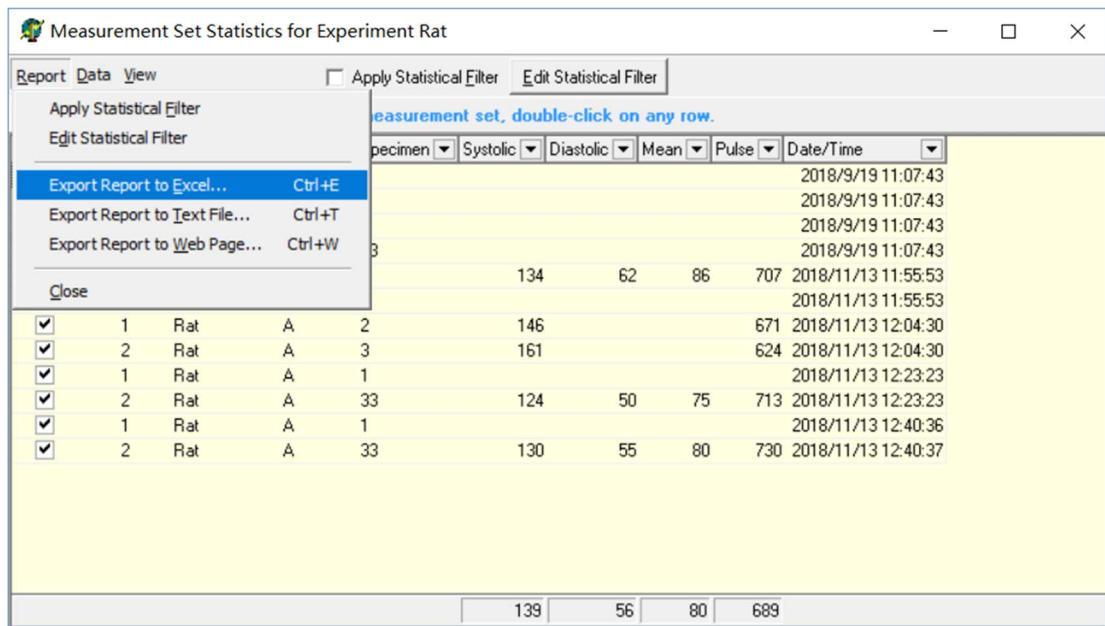 Measurement Set Statistics for Experiment Rat
Report Data View Apply Statistical Filter Edit Statistical Filter
Apply Statistical Filter
Edit Statistical Filter
Export Report to Excel... Ctrl+E
Export Report to Text File... Ctrl+T
Export Report to Web Page... Ctrl+W
Close
measurement set, double-click on any row.
pecimen Systolic Diastolic Mean Pulse Date/Time
2018/9/19 11:07:43
2018/9/19 11:07:43
2018/9/19 11:07:43
3 2018/9/19 11:07:43
134 62 86 707 2018/11/13 11:55:53
2018/11/13 11:55:53
1 Rat A 2 146 671 2018/11/13 12:04:30
2 Rat A 3 161 624 2018/11/13 12:04:30
1 Rat A 1 2018/11/13 12:23:23
2 Rat A 33 124 50 75 713 2018/11/13 12:23:23
1 Rat A 1 2018/11/13 12:40:36
2 Rat A 33 130 55 80 730 2018/11/13 12:40:37
139 56 80 689